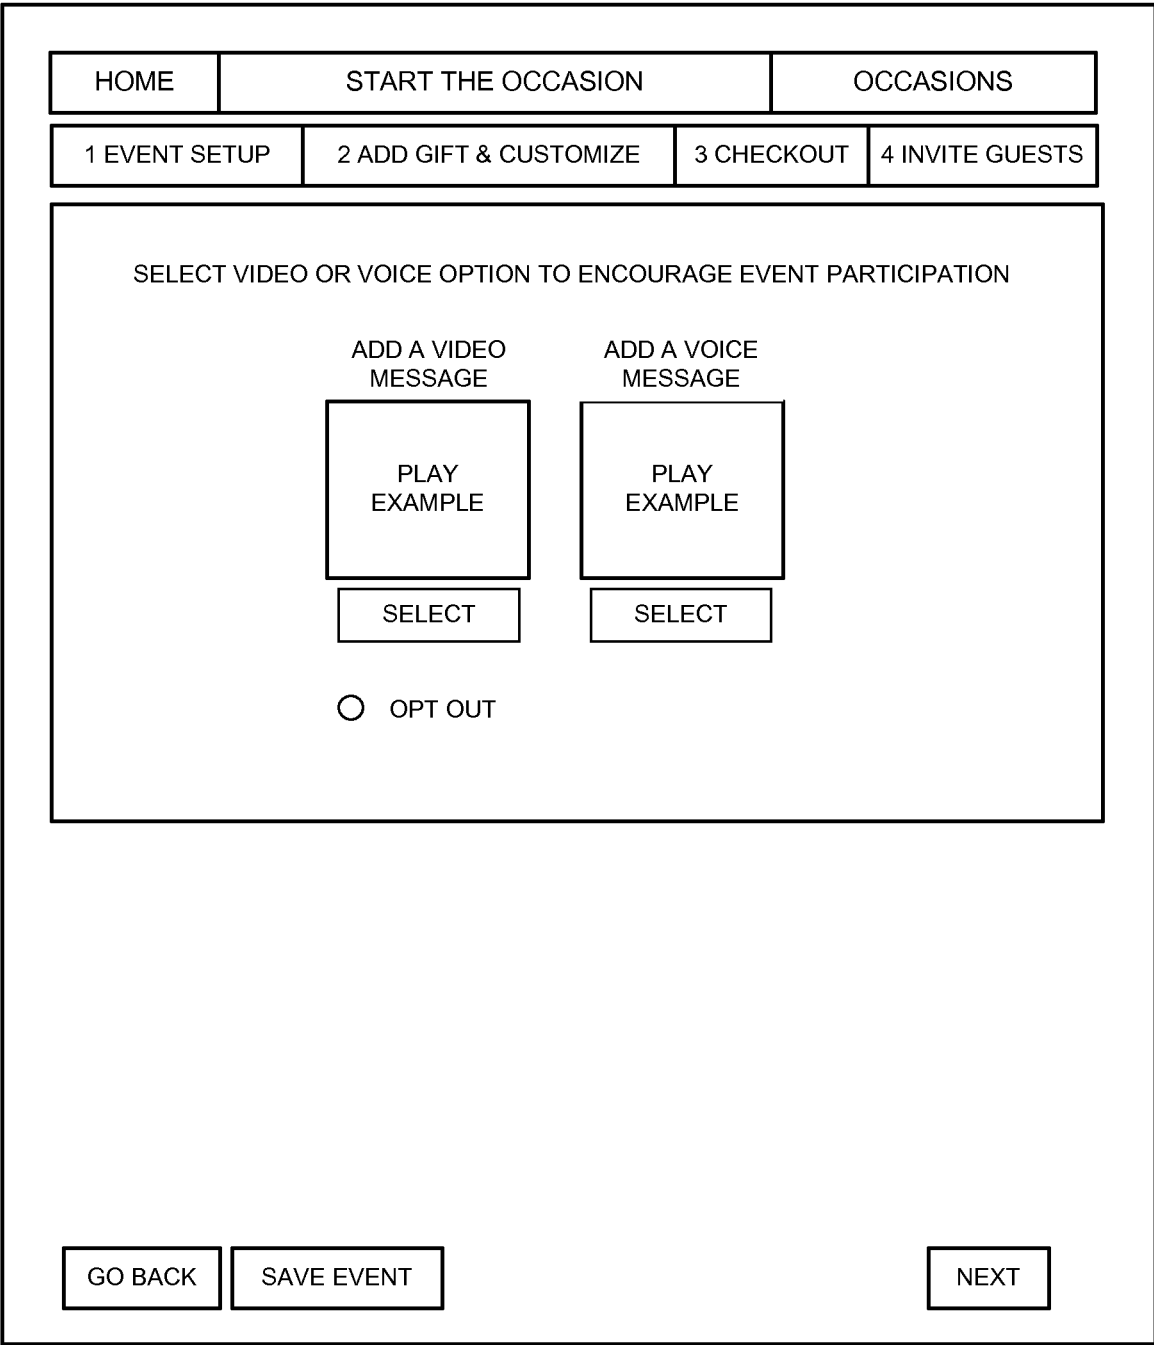 HOME START THE OCCASION OCCASIONS
1 EVENT SETUP 2 ADD GIFT & CUSTOMIZE 3 CHECKOUT 4 INVITE GUESTS
SELECT VIDEO OR VOICE OPTION TO ENCOURAGE EVENT PARTICIPATION
ADD A VIDEO
MESSAGE
PLAY
EXAMPLE
SELECT
ADD A VOICE
MESSAGE
PLAY
EXAMPLE
SELECT
OPT OUT
GO BACK SAVE EVENT NEXT